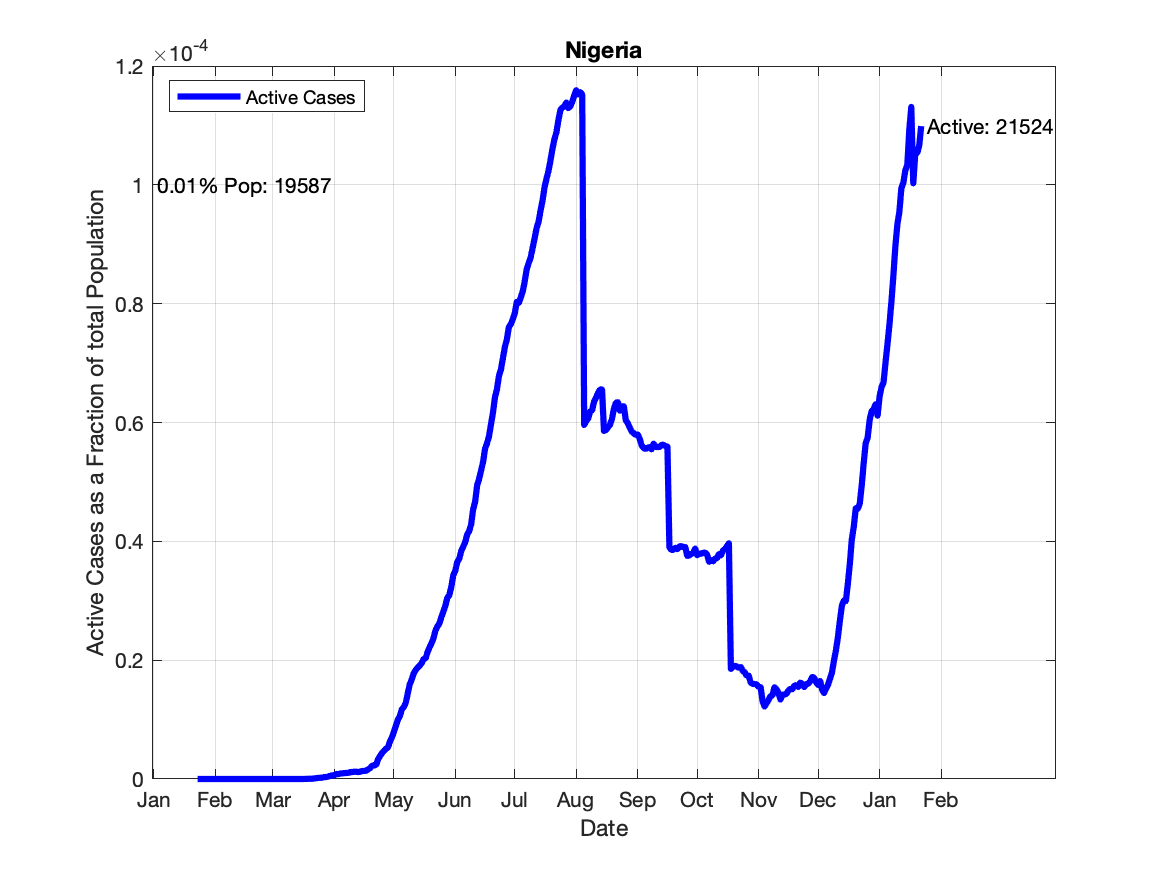 Nigeria
×10-4
1.2
Active Cases
Active: 21524
1
0.01% Pop: 19587
0.8
0.6
0.4
0.2
0
Active Cases as a Fraction of total Population
Jan Feb Mar Apr May Jun Jul Aug Sep Oct Nov Dec Jan Feb
Date